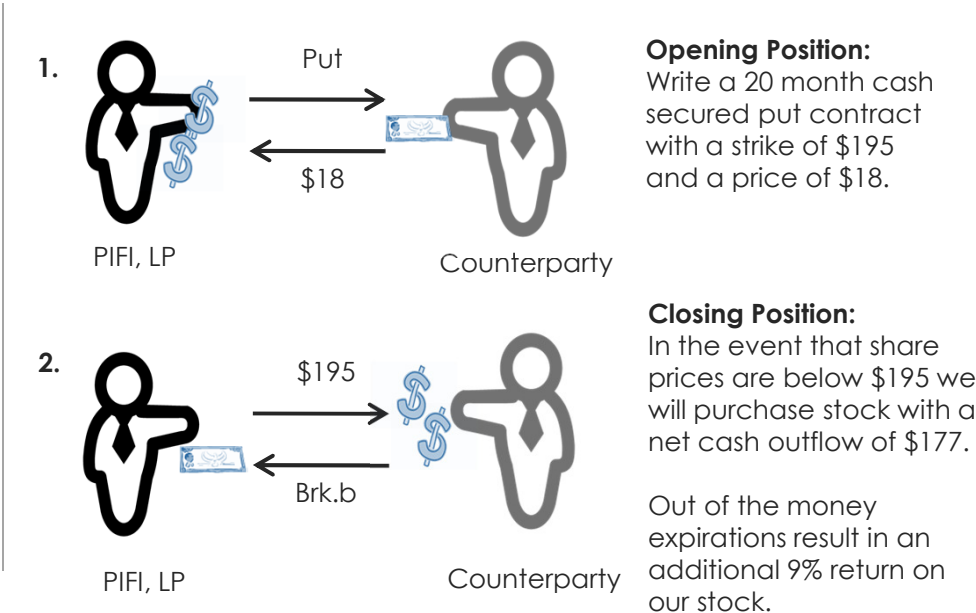 1.
Put
$18
PIFI, LP
Counterparty
Opening Position:
Write a 20 month cash
secured put contract
with a strike of $195
and a price of $18.
2.
$195
Brk.b
PIFI, LP
Counterparty
Closing Position:
In the event that share
prices are below $195 we
will purchase stock with a
net cash outflow of $177.
Out of the money
expirations result in an
additional 9% return on
our stock.